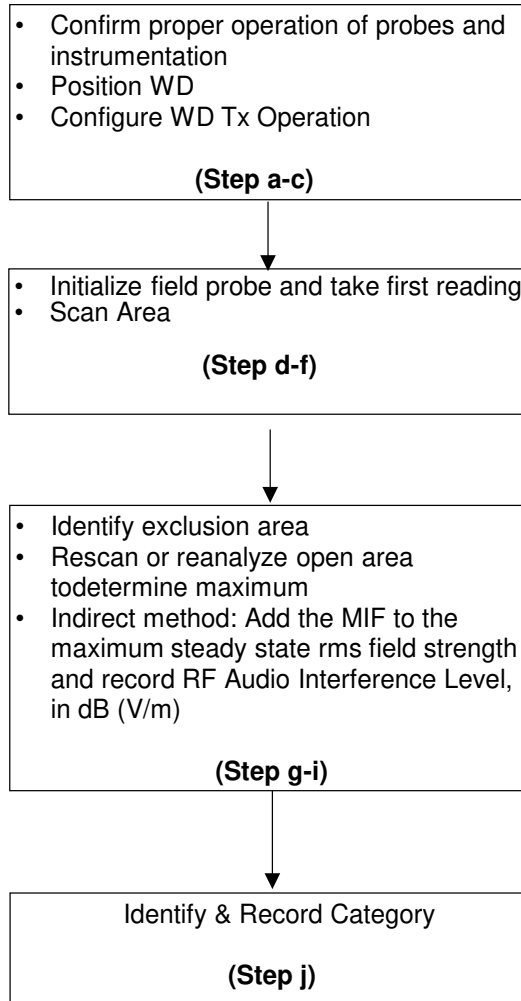 • Confirm proper operation of probes and
instrumentation
• Position WD
• Configure WD Tx Operation
(Step a-c)
• Initialize field probe and take first reading
• Scan Area
(Step d-f)
• Identify exclusion area
• Rescan or reanalyze open area
todetermine maximum
• Indirect method: Add the MIF to the
maximum steady state rms field strength
and record RF Audio Interference Level,
in dB (V/m)
(Step g-i)
Identify & Record Category
(Step j)